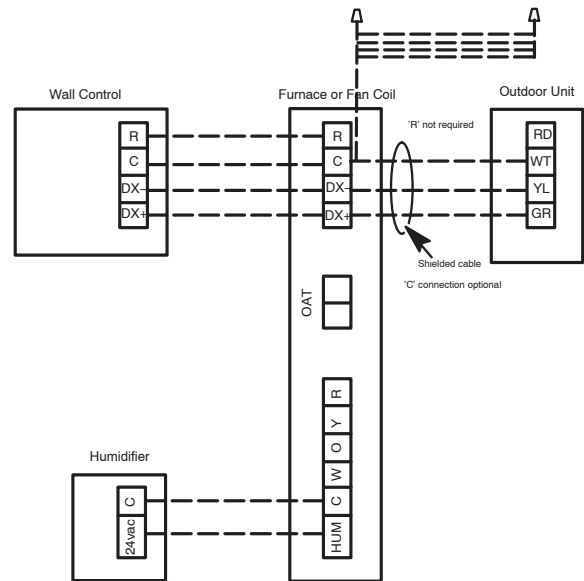 Wall Control
R
C
DX−
DX+
Furnace or Fan Coil
R
C
DX−
DX+
'R' not required
Outdoor Unit
RD
WT
YL
GR
Shielded cable
'C' connection optional
OAT
R
Y
O
W
C
HUM
Humidifier
C
24vac